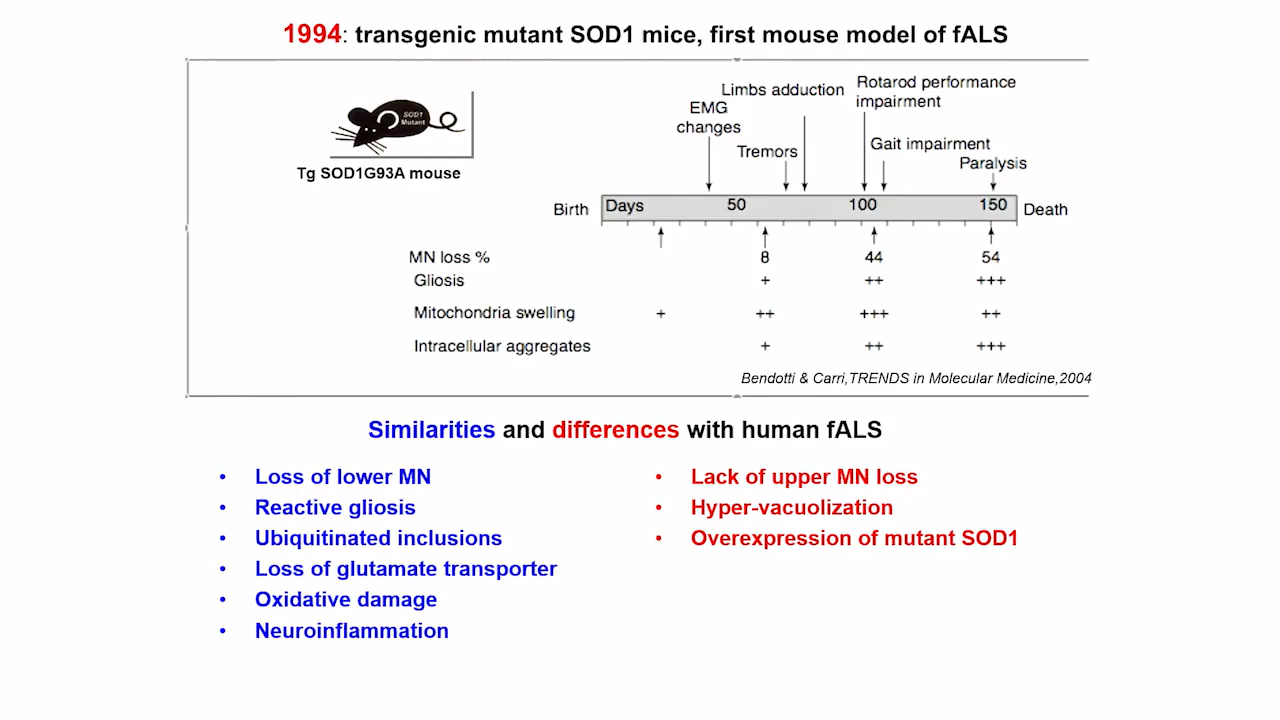 1994: transgenic mutant SOD1 mice, first mouse model of fALS
SOD1
Mutant
Tg SOD1G93A mouse
Limbs adduction
Rotarod performance
impairment
EMG
changes
Tremors
Gait impairment
Paralysis
Birth Days 50 100 150 Death
MN loss % 8 44 54
Gliosis + ++ +++
Mitochondria swelling + ++ +++ ++
Intracellular aggregates + ++ +++
Bendotti & Carri,TRENDS in Molecular Medicine,2004
Similarities and differences with human fALS
• Loss of lower MN
• Reactive gliosis
• Ubiquitinated inclusions
• Loss of glutamate transporter
• Oxidative damage
• Neuroinflammation
• Lack of upper MN loss
• Hyper-vacuolization
• Overexpression of mutant SOD1